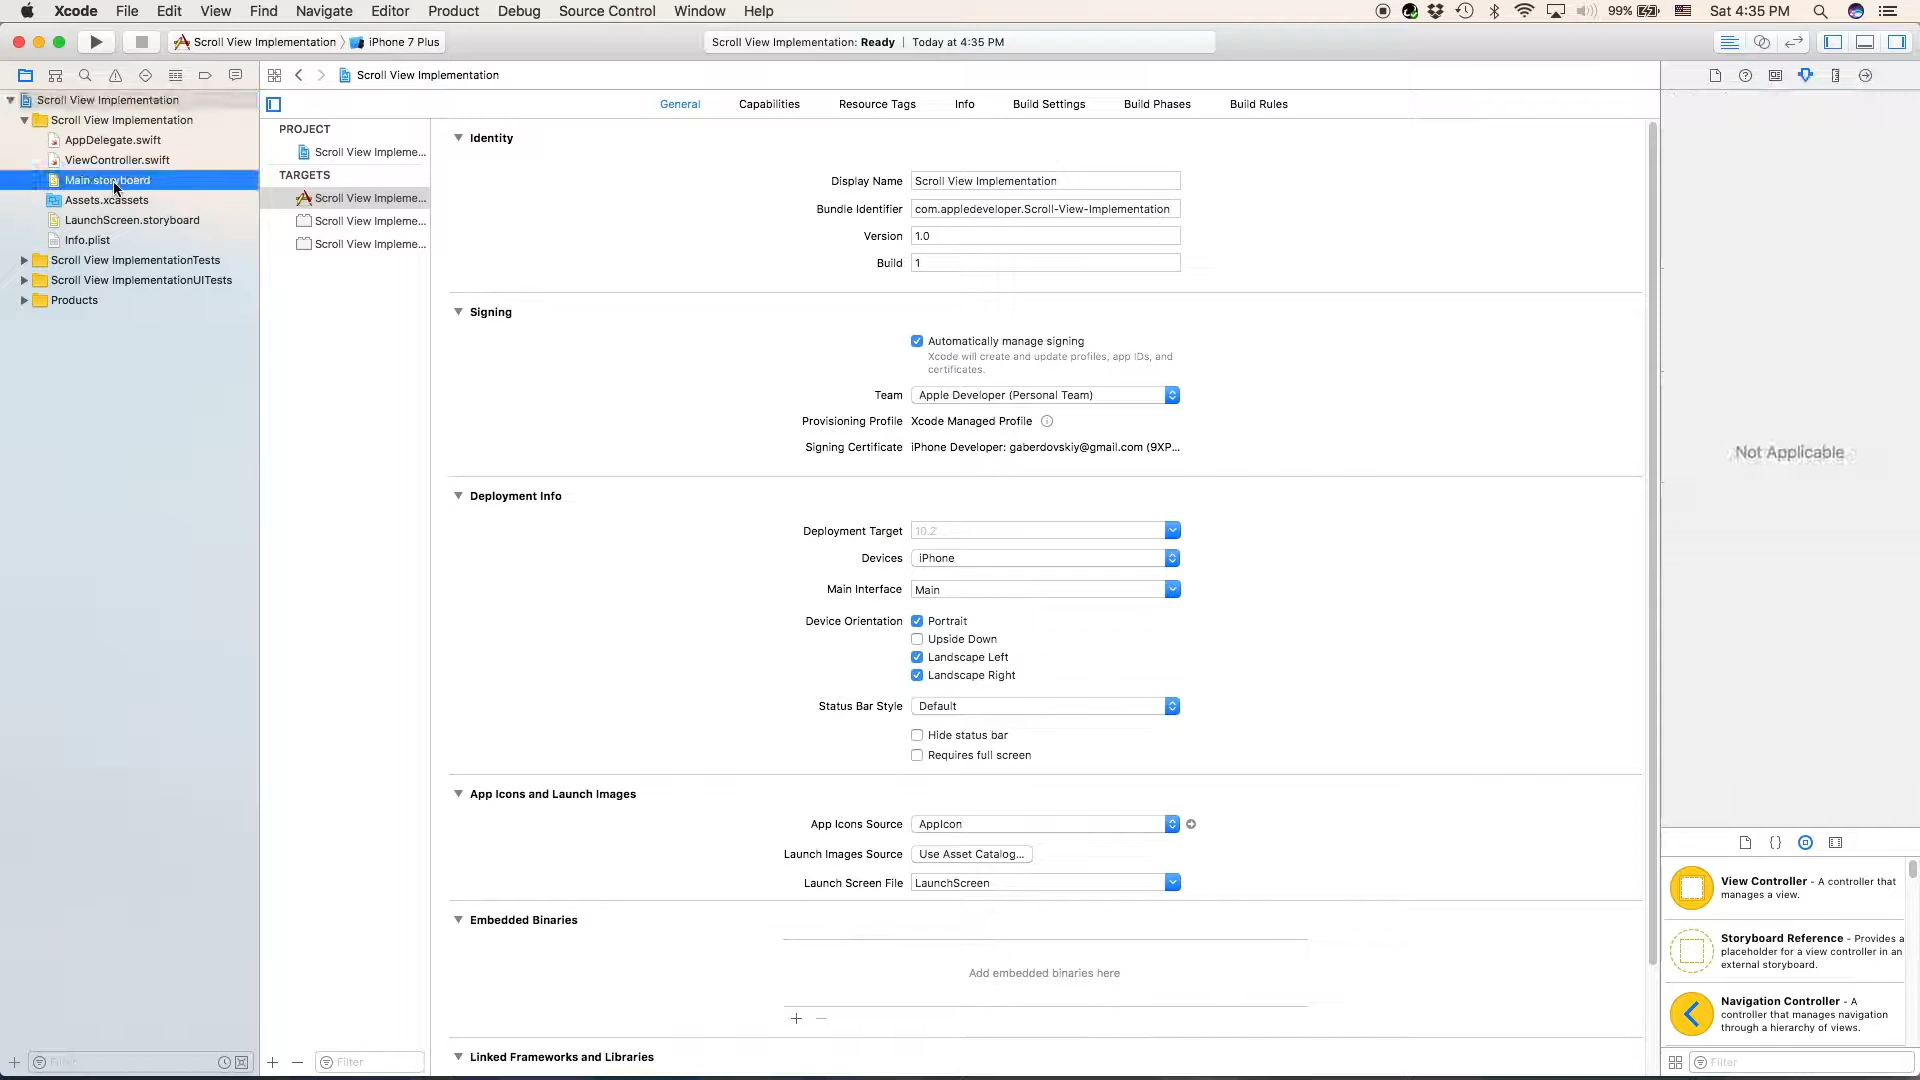 Xcode File Edit View Find Navigate Editor Product Debug Source Control Window Help
99% Sat 4:35 PM
Scroll View Implementation iPhone 7 Plus
Scroll View Implementation: Ready | Today at 4:35 PM
Scroll View Implementation
Scroll View Implementation
Scroll View Implementation
AppDelegate.swift
ViewController.swift
Main.storyboard
Assets.xcassets
LaunchScreen.storyboard
Info.plist
Scroll View ImplementationTests
Scroll View ImplementationUITests
Products
Filter
General Capabilities Resource Tags Info Build Settings Build Phases Build Rules
PROJECT
Scroll View Impleme...
TARGETS
Scroll View Impleme...
Scroll View Impleme...
Scroll View Impleme...
Filter
Identity
Display Name Scroll View Implementation
Bundle Identifier com.appledeveloper.Scroll-View-Implementation
Version 1.0
Build 1
Signing
Automatically manage signing
Xcode will create and update profiles, app IDs, and
certificates.
Team Apple Developer (Personal Team)
Provisioning Profile Xcode Managed Profile
Signing Certificate iPhone Developer: gaberdovskiy@gmail.com (9XP...
Deployment Info
Deployment Target 10.2
Devices iPhone
Main Interface Main
Device Orientation Portrait
Upside Down
Landscape Left
Landscape Right
Status Bar Style Default
Hide status bar
Requires full screen
App Icons and Launch Images
App Icons Source AppIcon
Launch Images Source Use Asset Catalog...
Launch Screen File LaunchScreen
Embedded Binaries
Add embedded binaries here
Linked Frameworks and Libraries
Not Applicable
View Controller - A controller that
manages a view.
Storyboard Reference - Provides a
placeholder for a view controller in an
external storyboard.
Navigation Controller - A
controller that manages navigation
through a hierarchy of views.
Filter